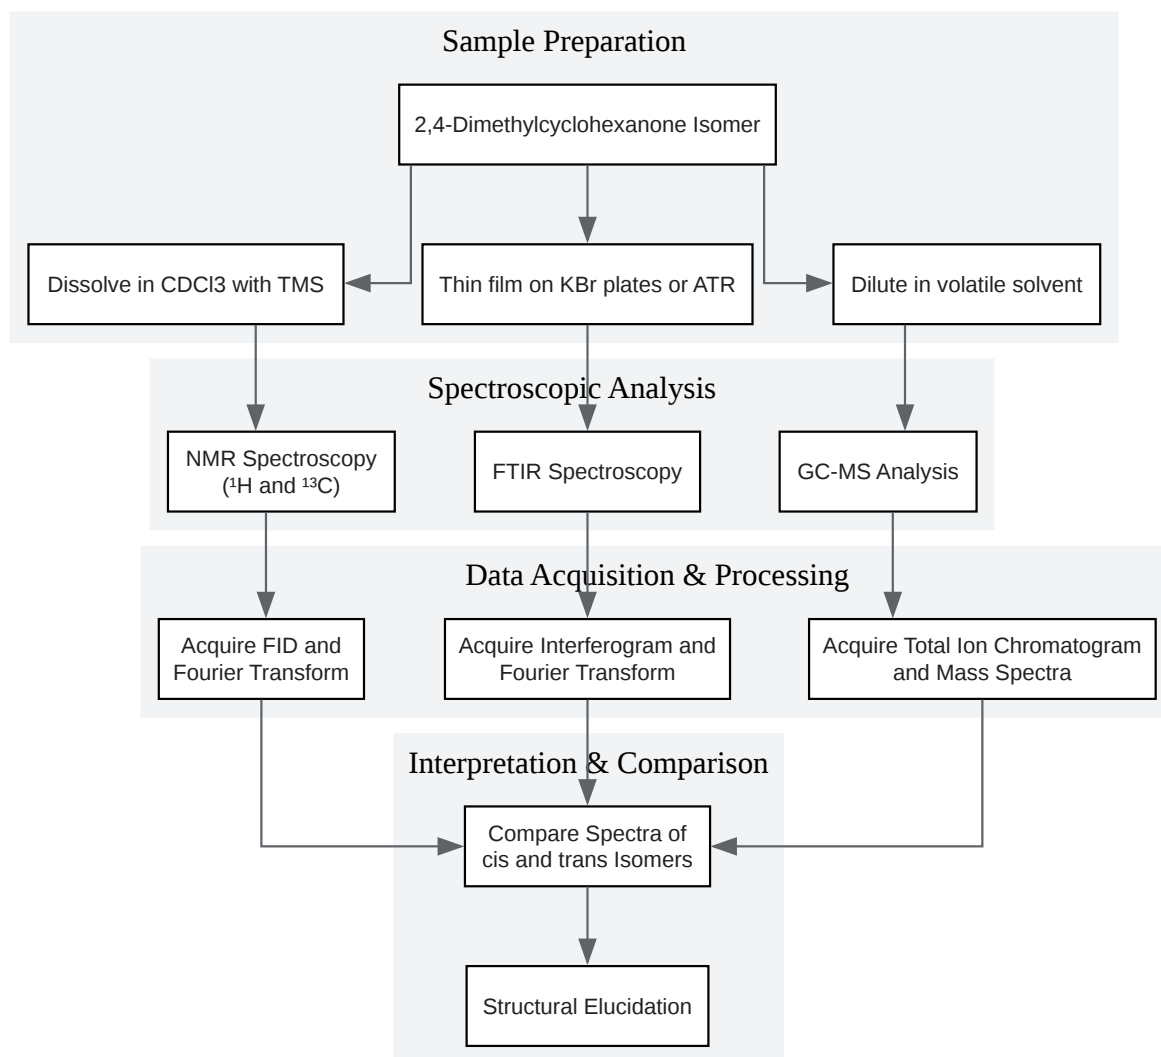 Sample Preparation
2,4-Dimethylcyclohexanone Isomer
Dissolve in CDCl3 with TMS
Thin film on KBr plates or ATR
Dilute in volatile solvent
Spectroscopic Analysis
NMR Spectroscopy
(¹H and ¹³C)
FTIR Spectroscopy
GC-MS Analysis
Data Acquisition & Processing
Acquire FID and
Fourier Transform
Acquire Interferogram and
Fourier Transform
Acquire Total Ion Chromatogram
and Mass Spectra
Interpretation & Comparison
Compare Spectra of
cis and trans Isomers
Structural Elucidation